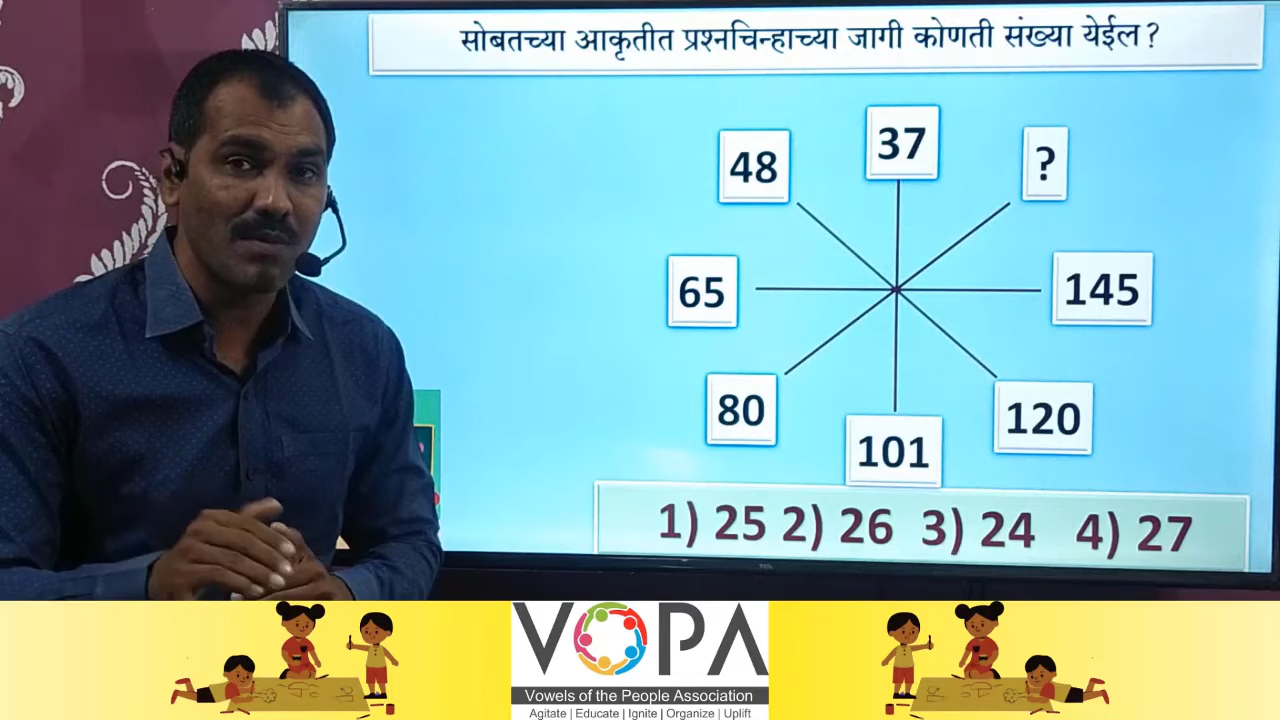 सोबतच्या आकृतीत प्रश्नचिन्हाच्या जागी कोणती संख्या येईल ?
37
48
?
65
145
80
120
101
1) 25 2) 26 3) 24 4) 27
TCL
VOPA
Vowels of the People Association
Agitate | Educate | Ignite | Organize | Uplift